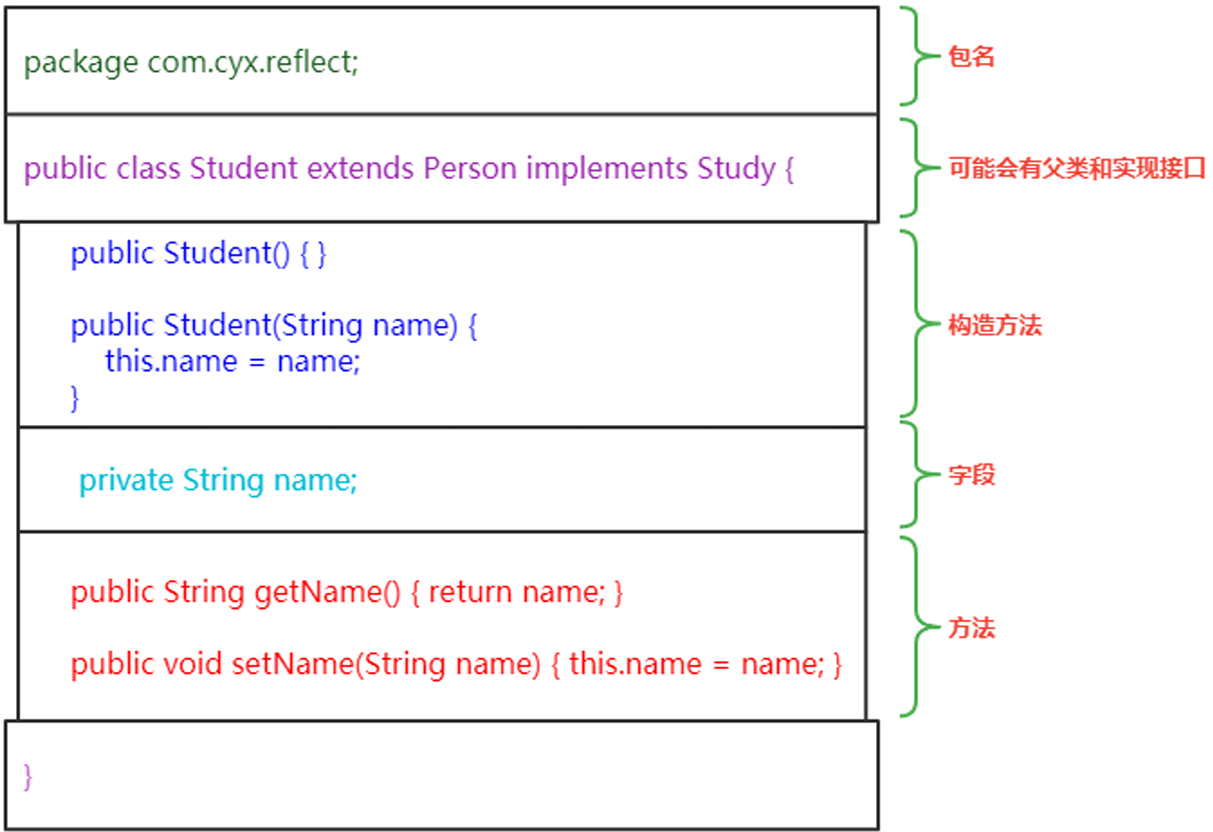 package com.cyx.reflect;
包名
public class Student extends Person implements Study {
可能会有父类和实现接口
public Student() { }
public Student(String name) {
this.name = name;
}
构造方法
private String name;
字段
public String getName() { return name; }
public void setName(String name) { this.name = name; }
方法
}